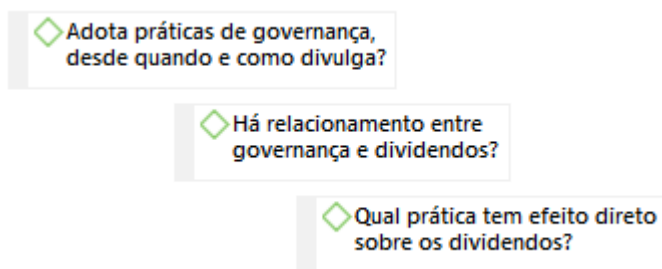 Adota práticas de governança,
desde quando e como divulga?
Há relacionamento entre
governança e dividendos?
Qual prática tem efeito direto
sobre os dividendos?